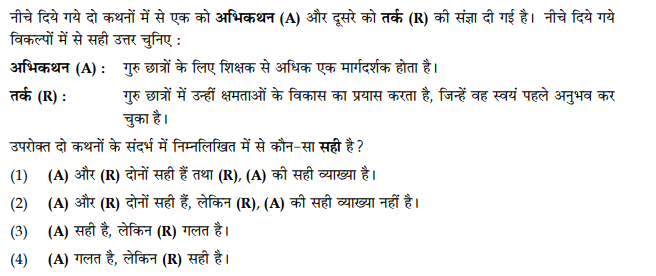 नीचे दिये गये दो कथनों में से एक को अभिकथन (A) और दूसरे को तर्क (R) की संज्ञा दी गई है। नीचे दिये गये
विकल्पों में से सही उत्तर चुनिए :
अभिकथन (A) : गुरु छात्रों के लिए शिक्षक से अधिक एक मार्गदर्शक होता है।
तर्क (R) : गुरु छात्रों में उन्हीं क्षमताओं के विकास का प्रयास करता है, जिन्हें वह स्वयं पहले अनुभव कर
चुका है।
उपरोक्त दो कथनों के संदर्भ में निम्नलिखित में से कौन-सा सही है ?
(1) (A) और (R) दोनों सही हैं तथा (R), (A) की सही व्याख्या है।
(2) (A) और (R) दोनों सही हैं, लेकिन (R), (A) की सही व्याख्या नहीं है।
(3) (A) सही है, लेकिन (R) गलत है।
(4) (A) गलत है, लेकिन (R) सही है।